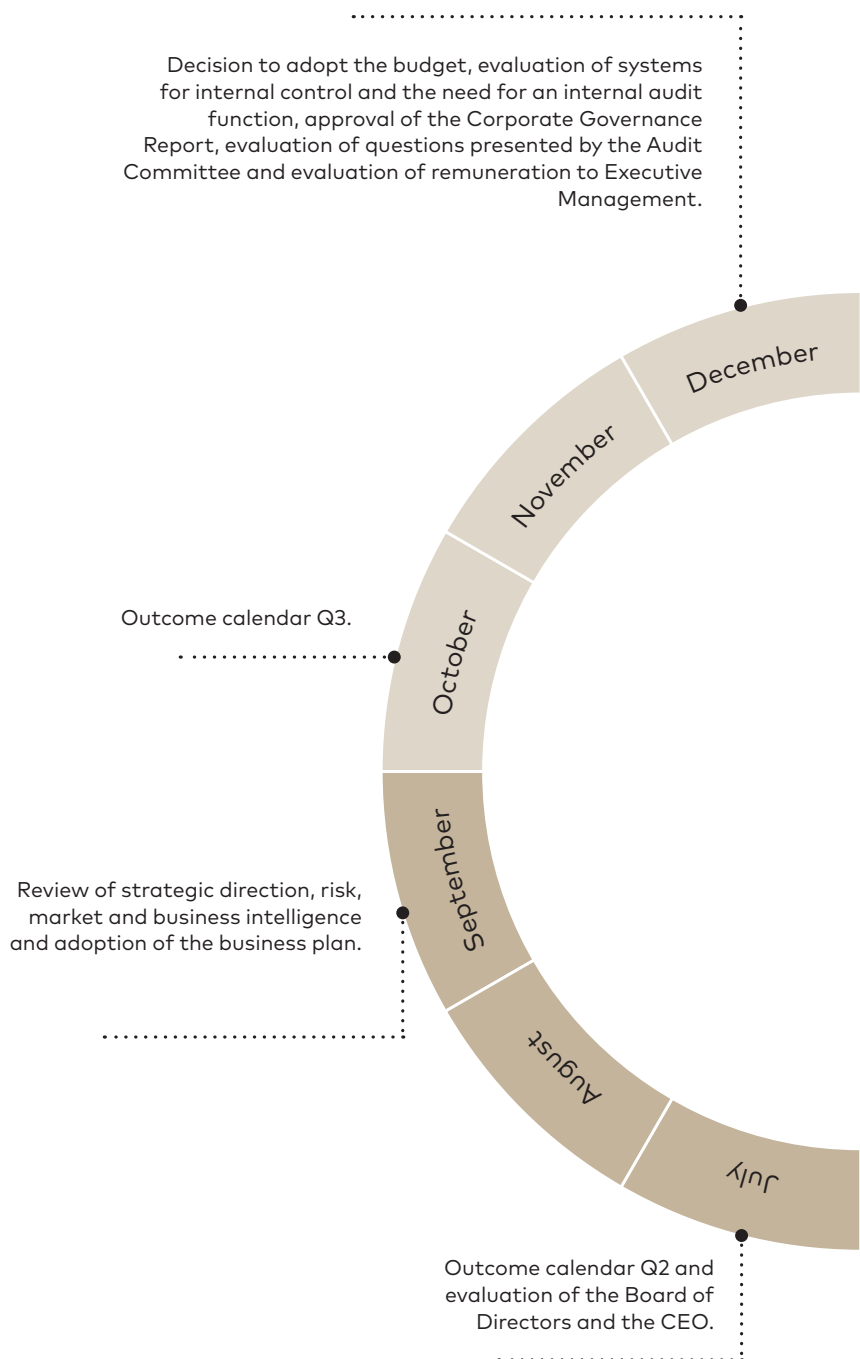 Decision to adopt the budget, evaluation of systems
for internal control and the need for an internal audit
function, approval of the Corporate Governance
Report, evaluation of questions presented by the Audit
Committee and evaluation of remuneration to Executive
Management.
December
November
Outcome calendar Q3.
October
September
Review of strategic direction, risk,
market and business intelligence
and adoption of the business plan.
August
July
Outcome calendar Q2 and
evaluation of the Board of
Directors and the CEO.